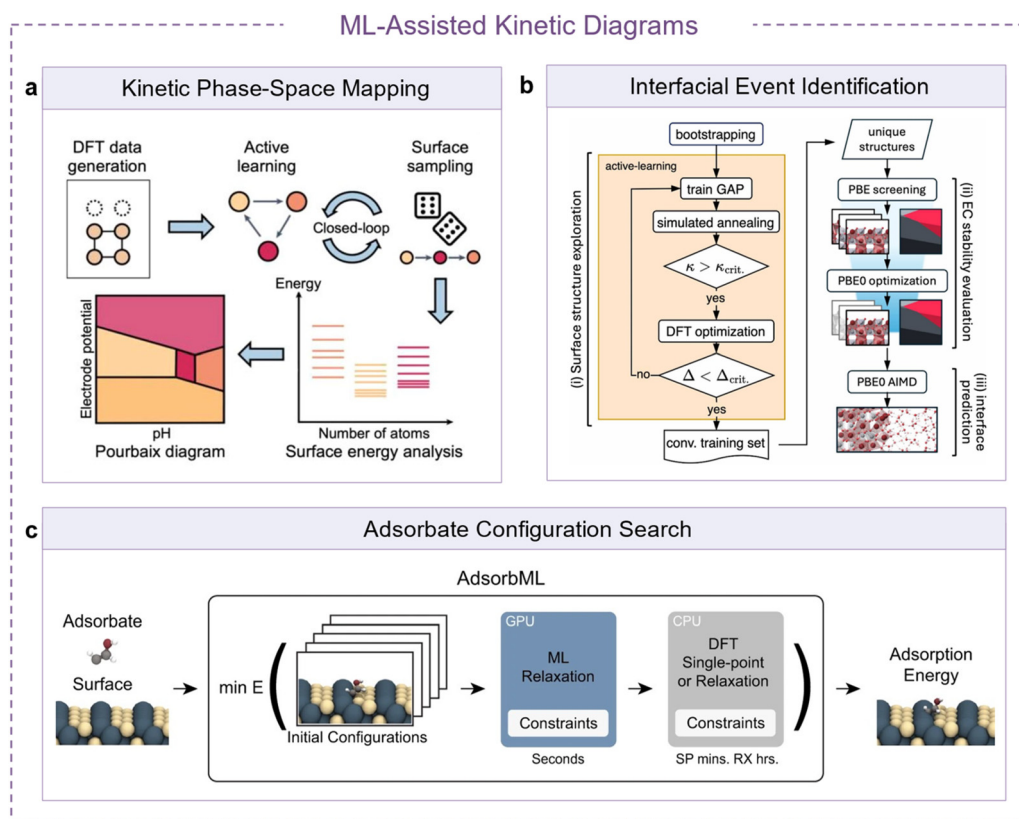 ML-Assisted Kinetic Diagrams
a
Kinetic Phase-Space Mapping
DFT data
generation
Active
learning
Closed-loop
Surface
sampling
Energy
Number of atoms
Surface energy analysis
Electrode potential
pH
Pourbaix diagram
b
Interfacial Event Identification
(i) Surface structure exploration
bootstrapping
active-learning
train GAP
simulated annealing
κ > κcrit.
yes
DFT optimization
no
Δ < Δcrit.
yes
conv. training set
unique
structures
PBE screening
PBE0 optimization
(ii) EC stability evaluation
PBE0 AIMD
(iii) interface
prediction
c
Adsorbate Configuration Search
AdsorbML
Adsorbate
Surface
min E
(
Initial Configurations
GPU
ML
Relaxation
Constraints
Seconds
CPU
DFT
Single-point
or Relaxation
Constraints
SP mins. RX hrs.
)
Adsorption
Energy